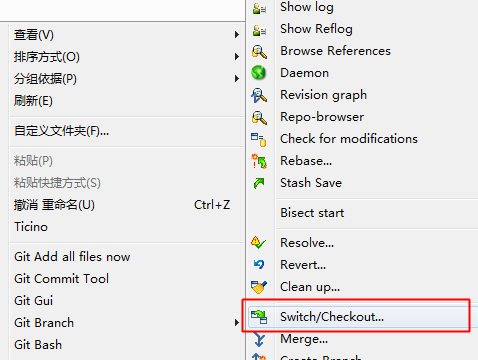 查看(V)
排序方式(O)
分组依据(P)
刷新(E)
自定义文件夹(F)...
粘贴(P)
粘贴快捷方式(S)
撤消 重命名(U) Ctrl+Z
Ticino
Git Add all files now
Git Commit Tool
Git Gui
Git Branch
Git Bash
Show log
Show Reflog
Browse References
Daemon
Revision graph
Repo-browser
Check for modifications
Rebase...
Stash Save
Bisect start
Resolve...
Revert...
Clean up...
Switch/Checkout...
Merge...
Create Branch